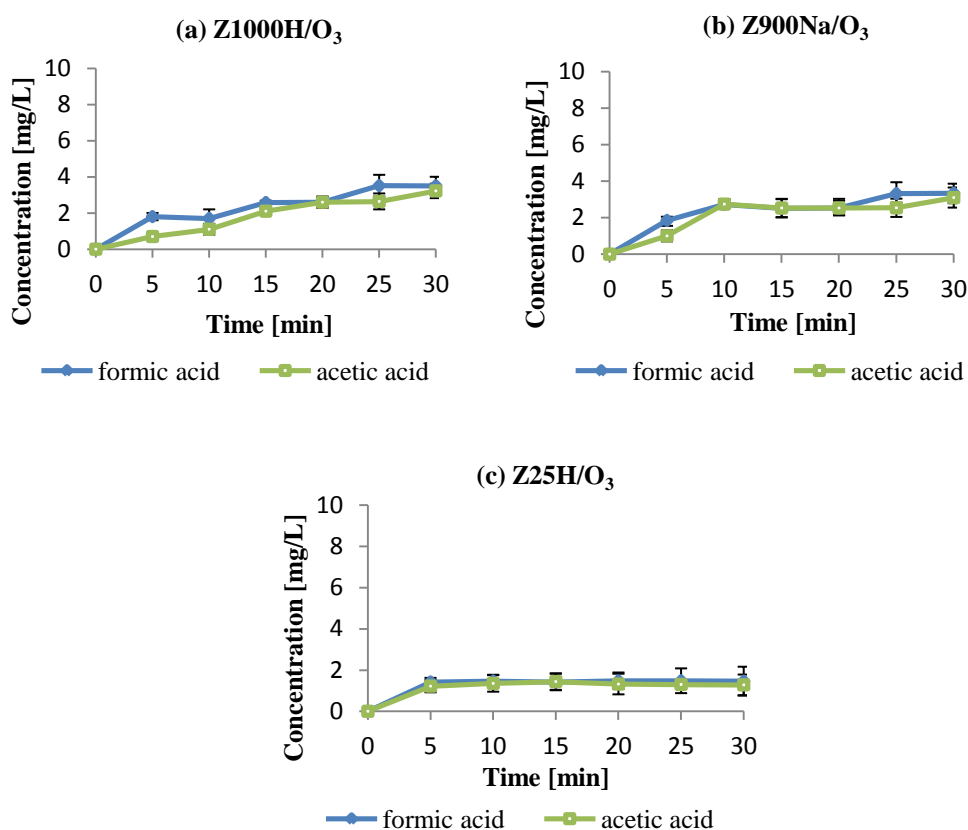 (a) Z1000H/O₃
Concentration [mg/L]
10
8
6
4
2
0
0 5 10 15 20 25 30
Time [min]
formic acid acetic acid
(b) Z900Na/O₃
Concentration [mg/L]
10
8
6
4
2
0
0 5 10 15 20 25 30
Time [min]
formic acid acetic acid
(c) Z25H/O₃
Concentration [mg/L]
10
8
6
4
2
0
0 5 10 15 20 25 30
Time [min]
formic acid acetic acid